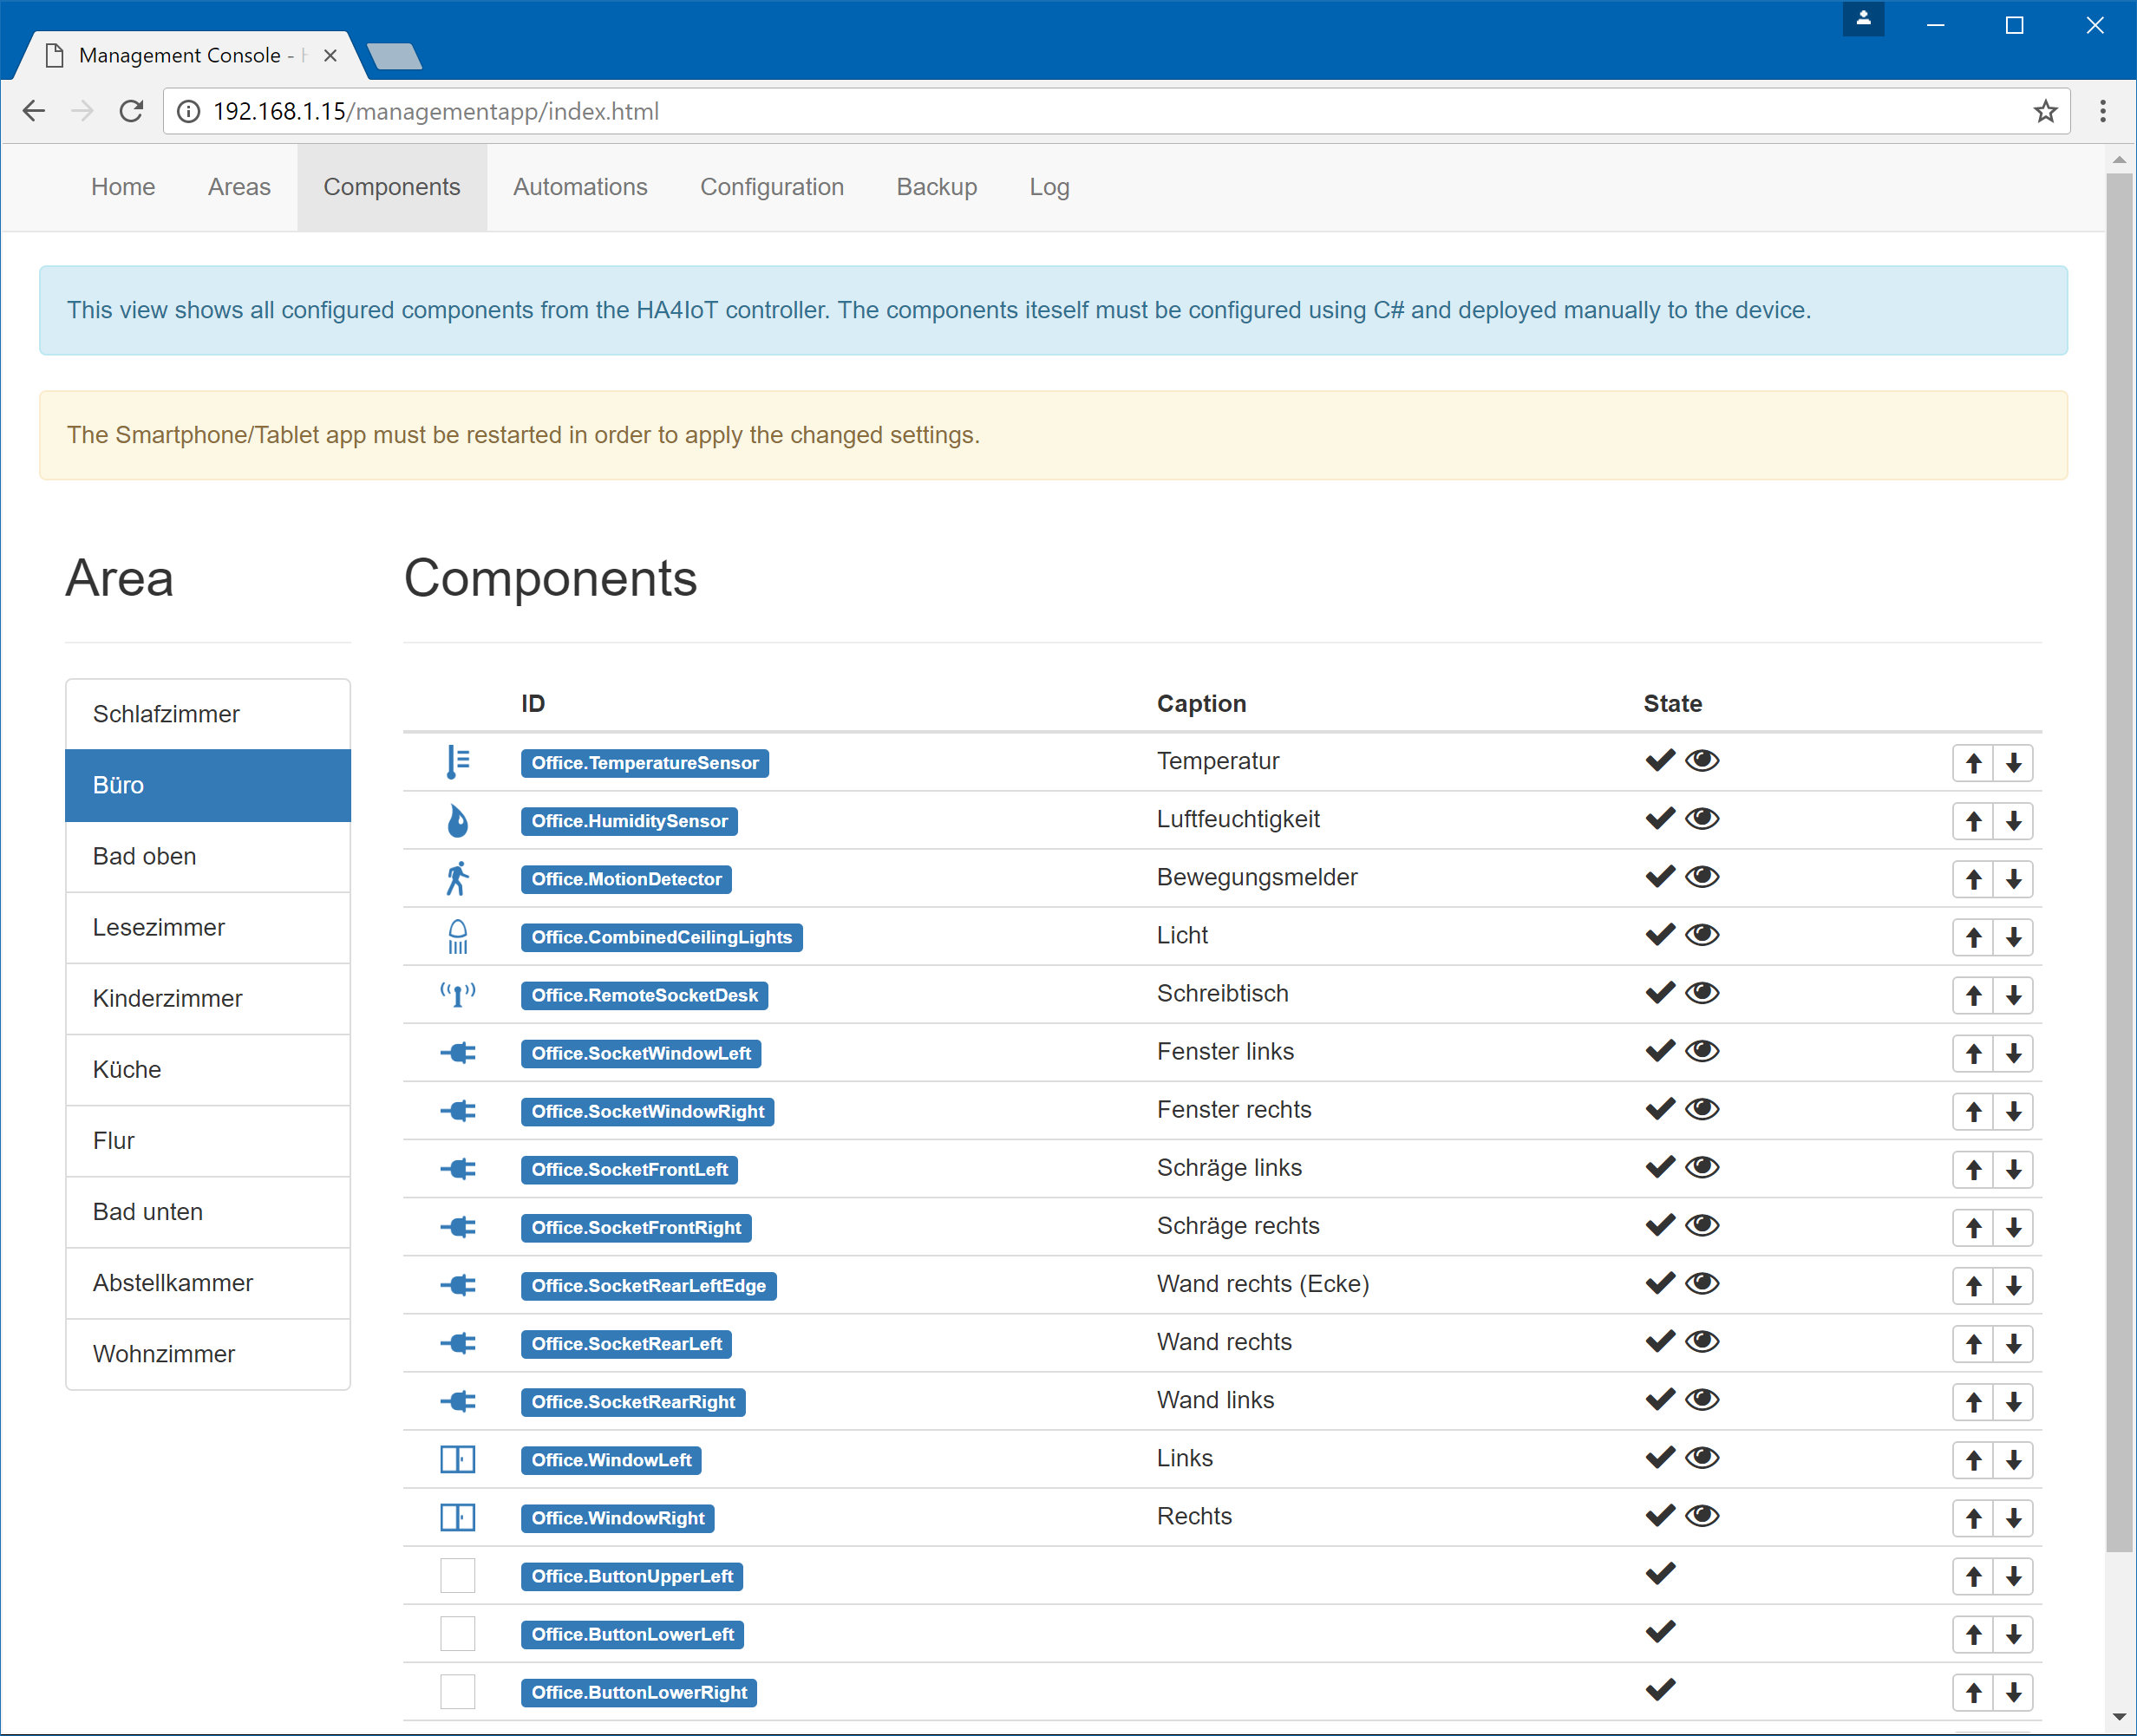 Management Console -
192.168.1.15/managementapp/index.html
Home Areas Components Automations Configuration Backup Log
This view shows all configured components from the HA4IoT controller. The components iteself must be configured using C# and deployed manually to the device.
The Smartphone/Tablet app must be restarted in order to apply the changed settings.
Area
Schlafzimmer
Büro
Bad oben
Lesezimmer
Kinderzimmer
Küche
Flur
Bad unten
Abstellkammer
Wohnzimmer
Components
ID Caption State
Office.TemperatureSensor Temperatur
Office.HumiditySensor Luftfeuchtigkeit
Office.MotionDetector Bewegungsmelder
Office.CombinedCeilingLights Licht
Office.RemoteSocketDesk Schreibtisch
Office.SocketWindowLeft Fenster links
Office.SocketWindowRight Fenster rechts
Office.SocketFrontLeft Schräge links
Office.SocketFrontRight Schräge rechts
Office.SocketRearLeftEdge Wand rechts (Ecke)
Office.SocketRearLeft Wand rechts
Office.SocketRearRight Wand links
Office.WindowLeft Links
Office.WindowRight Rechts
Office.ButtonUpperLeft
Office.ButtonLowerLeft
Office.ButtonLowerRight